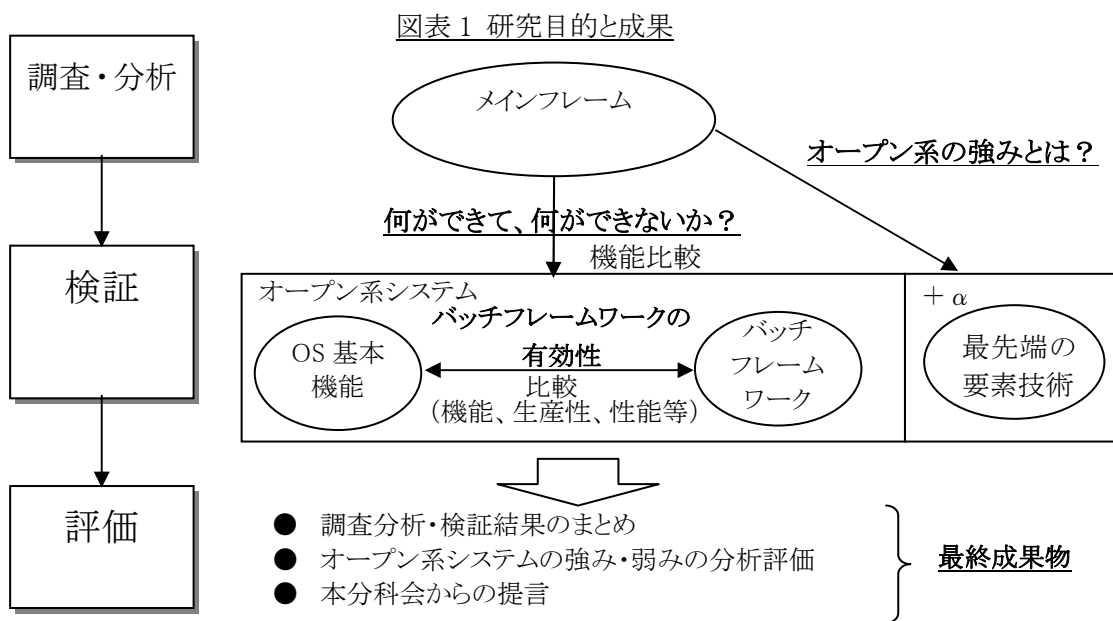 図表1 研究目的と成果
調査・分析
メインフレーム
オープン系の強みとは？
何ができて、何ができないか？
機能比較
検証
オープン系システム
バッチフレームワークの
有効性
OS 基本
機能
比較
（機能、生産性、性能等）
バッチ
フレーム
ワーク
＋α
最先端の
要素技術
評価
● 調査分析・検証結果のまとめ
● オープン系システムの強み・弱みの分析評価
● 本分科会からの提言
最終成果物